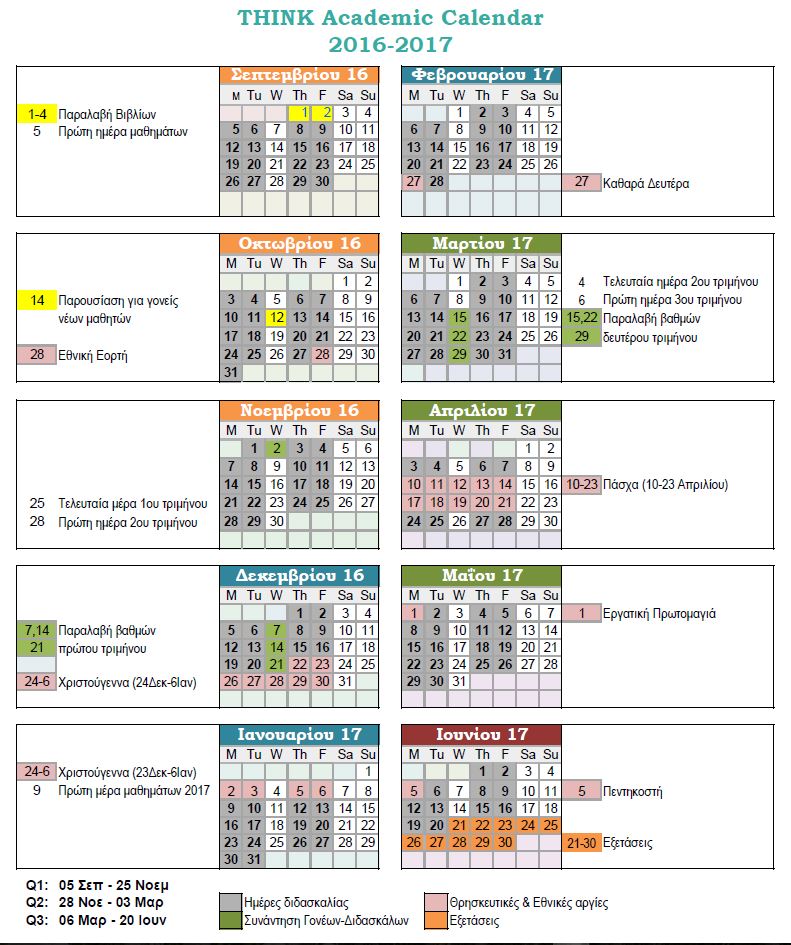 THINK Academic Calendar
2016-2017
Σεπτεμβρίου 16
M Tu W Th F Sa Su
1-4 Παραλαβή Βιβλίων 1 2 3 4
5 Πρώτη ημέρα μαθημάτων 5 6 7 8 9 10 11
12 13 14 15 16 17 18
19 20 21 22 23 24 25
26 27 28 29 30
Φεβρουαρίου 17
M Tu W Th F Sa Su
1 2 3 4 5
6 7 8 9 10 11 12
13 14 15 16 17 18 19
20 21 22 23 24 25 26
27 28 27 Καθαρά Δευτέρα
Οκτωβρίου 16
M Tu W Th F Sa Su
1 2
14 Παρουσίαση για γονείς 3 4 5 6 7 8 9
νέων μαθητών 10 11 12 13 14 15 16
17 18 19 20 21 22 23
28 Εθνική Εορτή 24 25 26 27 28 29 30
31
Μαρτίου 17
M Tu W Th F Sa Su
1 2 3 4 5 4 Τελευταία ημέρα 2ου τριμήνου
6 7 8 9 10 11 12 6 Πρώτη ημέρα 3ου τριμήνου
13 14 15 16 17 18 19 15,22 Παραλαβή βαθμών
20 21 22 23 24 25 26 29 δευτέρου τριμήνου
27 28 29 30 31
Νοεμβρίου 16
M Tu W Th F Sa Su
1 2 3 4 5 6
7 8 9 10 11 12 13
14 15 16 17 18 19 20
25 Τελευταία μέρα 1ου τριμήνου 21 22 23 24 25 26 27
28 Πρώτη ημέρα 2ου τριμήνου 28 29 30
Απριλίου 17
M Tu W Th F Sa Su
1 2
3 4 5 6 7 8 9
10 11 12 13 14 15 16 10-23 Πάσχα (10-23 Απριλίου)
17 18 19 20 21 22 23
24 25 26 27 28 29 30
Δεκεμβρίου 16
M Tu W Th F Sa Su
1 2 3 4
7,14 Παραλαβή βαθμών 5 6 7 8 9 10 11
21 πρώτου τριμήνου 12 13 14 15 16 17 18
19 20 21 22 23 24 25
24-6 Χριστούγεννα (24Δεκ-6Ιαν) 26 27 28 29 30 31
Μαΐου 17
M Tu W Th F Sa Su
1 2 3 4 5 6 7 1 Εργατική Πρωτομαγιά
8 9 10 11 12 13 14
15 16 17 18 19 20 21
22 23 24 25 26 27 28
29 30 31
Ιανουαρίου 17
M Tu W Th F Sa Su
24-6 Χριστούγεννα (23Δεκ-6Ιαν) 1
9 Πρώτη μέρα μαθημάτων 2017 2 3 4 5 6 7 8
9 10 11 12 13 14 15
16 17 18 19 20 21 22
23 24 25 26 27 28 29
30 31
Ιουνίου 17
M Tu W Th F Sa Su
1 2 3 4
5 6 7 8 9 10 11 5 Πεντηκοστή
12 13 14 15 16 17 18
19 20 21 22 23 24 25
26 27 28 29 30 21-30 Εξετάσεις
Q1: 05 Σεπ - 25 Νοεμ
Q2: 28 Νοε - 03 Μαρ
Q3: 06 Μαρ - 20 Ιουν
Ημέρες διδασκαλίας
Θρησκευτικές & Εθνικές αργίες
Συνάντηση Γονέων-Διδασκάλων
Εξετάσεις